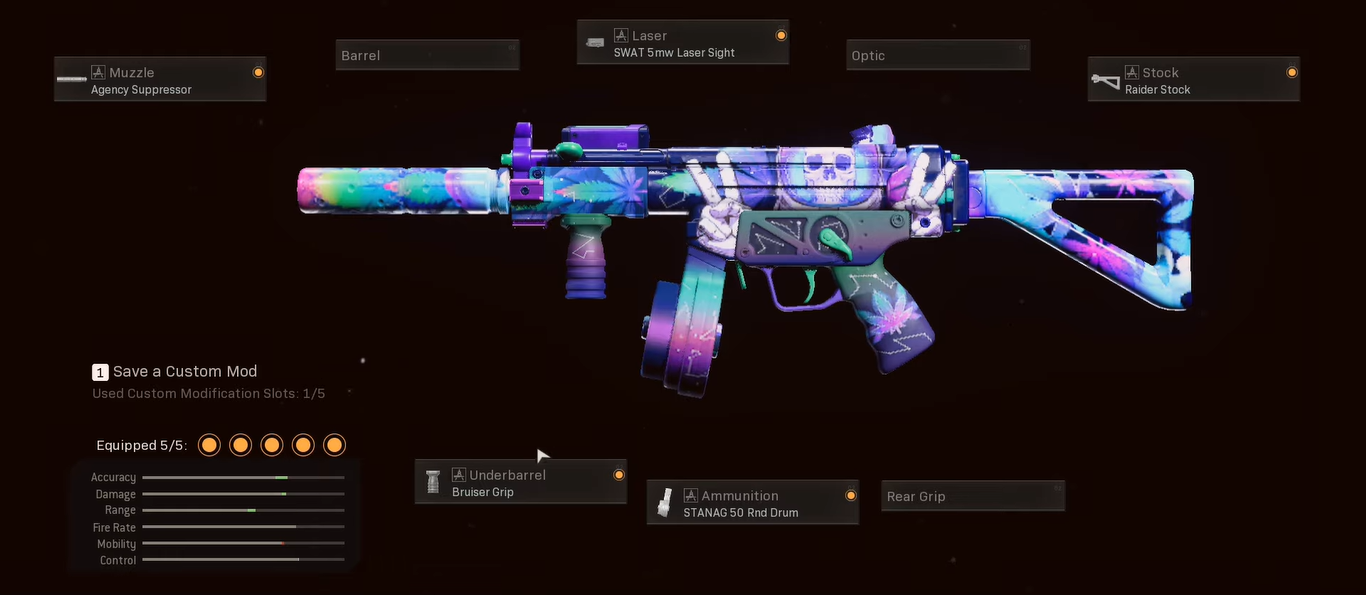 Laser
SWAT 5mw Laser Sight
Barrel
Optic
Muzzle
Agency Suppressor
Stock
Raider Stock
1 Save a Custom Mod
Used Custom Modification Slots: 1/5
Equipped 5/5:
Accuracy
Damage
Range
Fire Rate
Mobility
Control
Underbarrel
Bruiser Grip
Ammunition
STANAG 50 Rnd Drum
Rear Grip